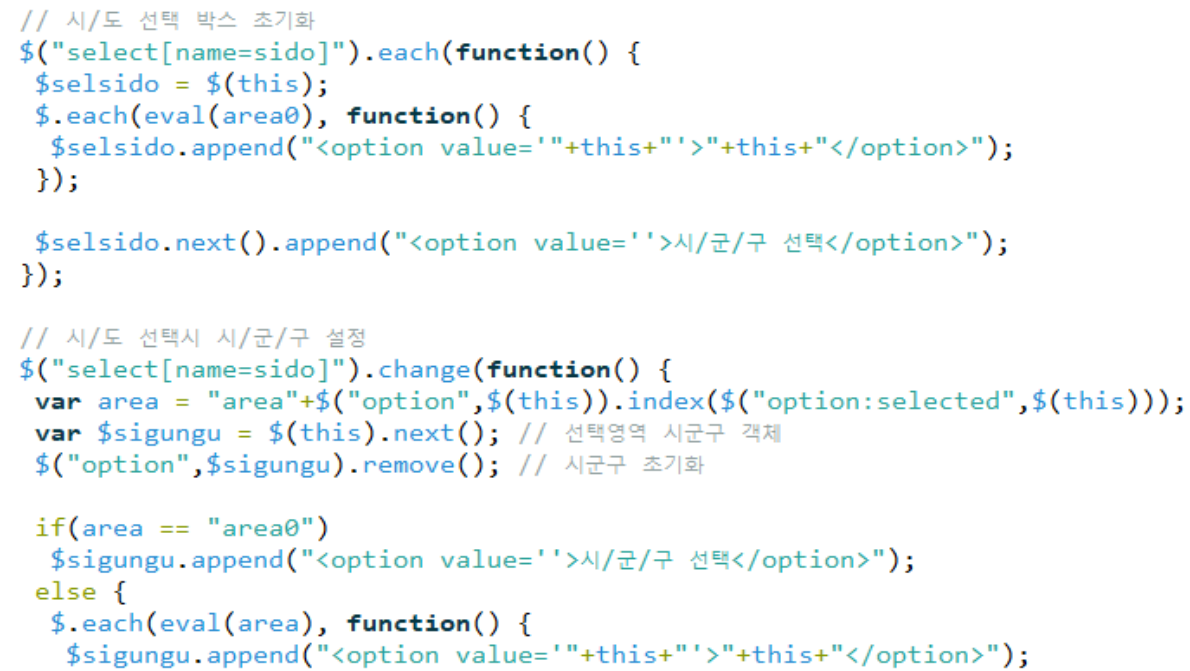 // 시/도 선택 박스 초기화
$("select[name=sido]").each(function() {
$selsido = $(this);
$.each(eval(area0), function() {
$selsido.append("<option value='"+this+"'>"+this+"</option>");
});
$selsido.next().append("<option value=''>시/군/구 선택</option>");
});
// 시/도 선택시 시/군/구 설정
$("select[name=sido]").change(function() {
var area = "area"+$("option",$(this)).index($("option:selected",$(this)));
var $sigungu = $(this).next(); // 선택영역 시군구 객체
$("option",$sigungu).remove(); // 시군구 초기화
if(area == "area0")
$sigungu.append("<option value=''>시/군/구 선택</option>");
else {
$.each(eval(area), function() {
$sigungu.append("<option value='"+this+"'>"+this+"</option>");